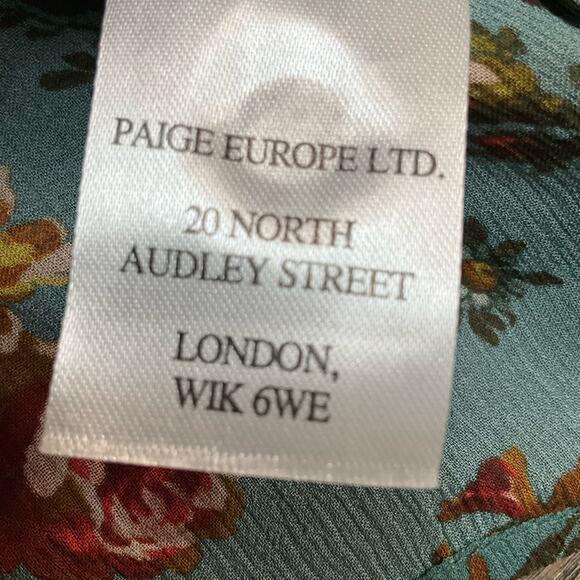 PAIGE EUROPE LTD.
20 NORTH
AUDLEY STREET
LONDON,
WIK 6WE